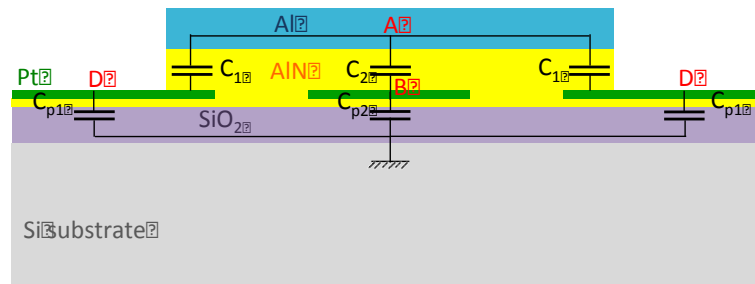 Al A
C1 AlN C2 C1
Pt D B D
Cp1 Cp2 Cp1
SiO2
Si substrate